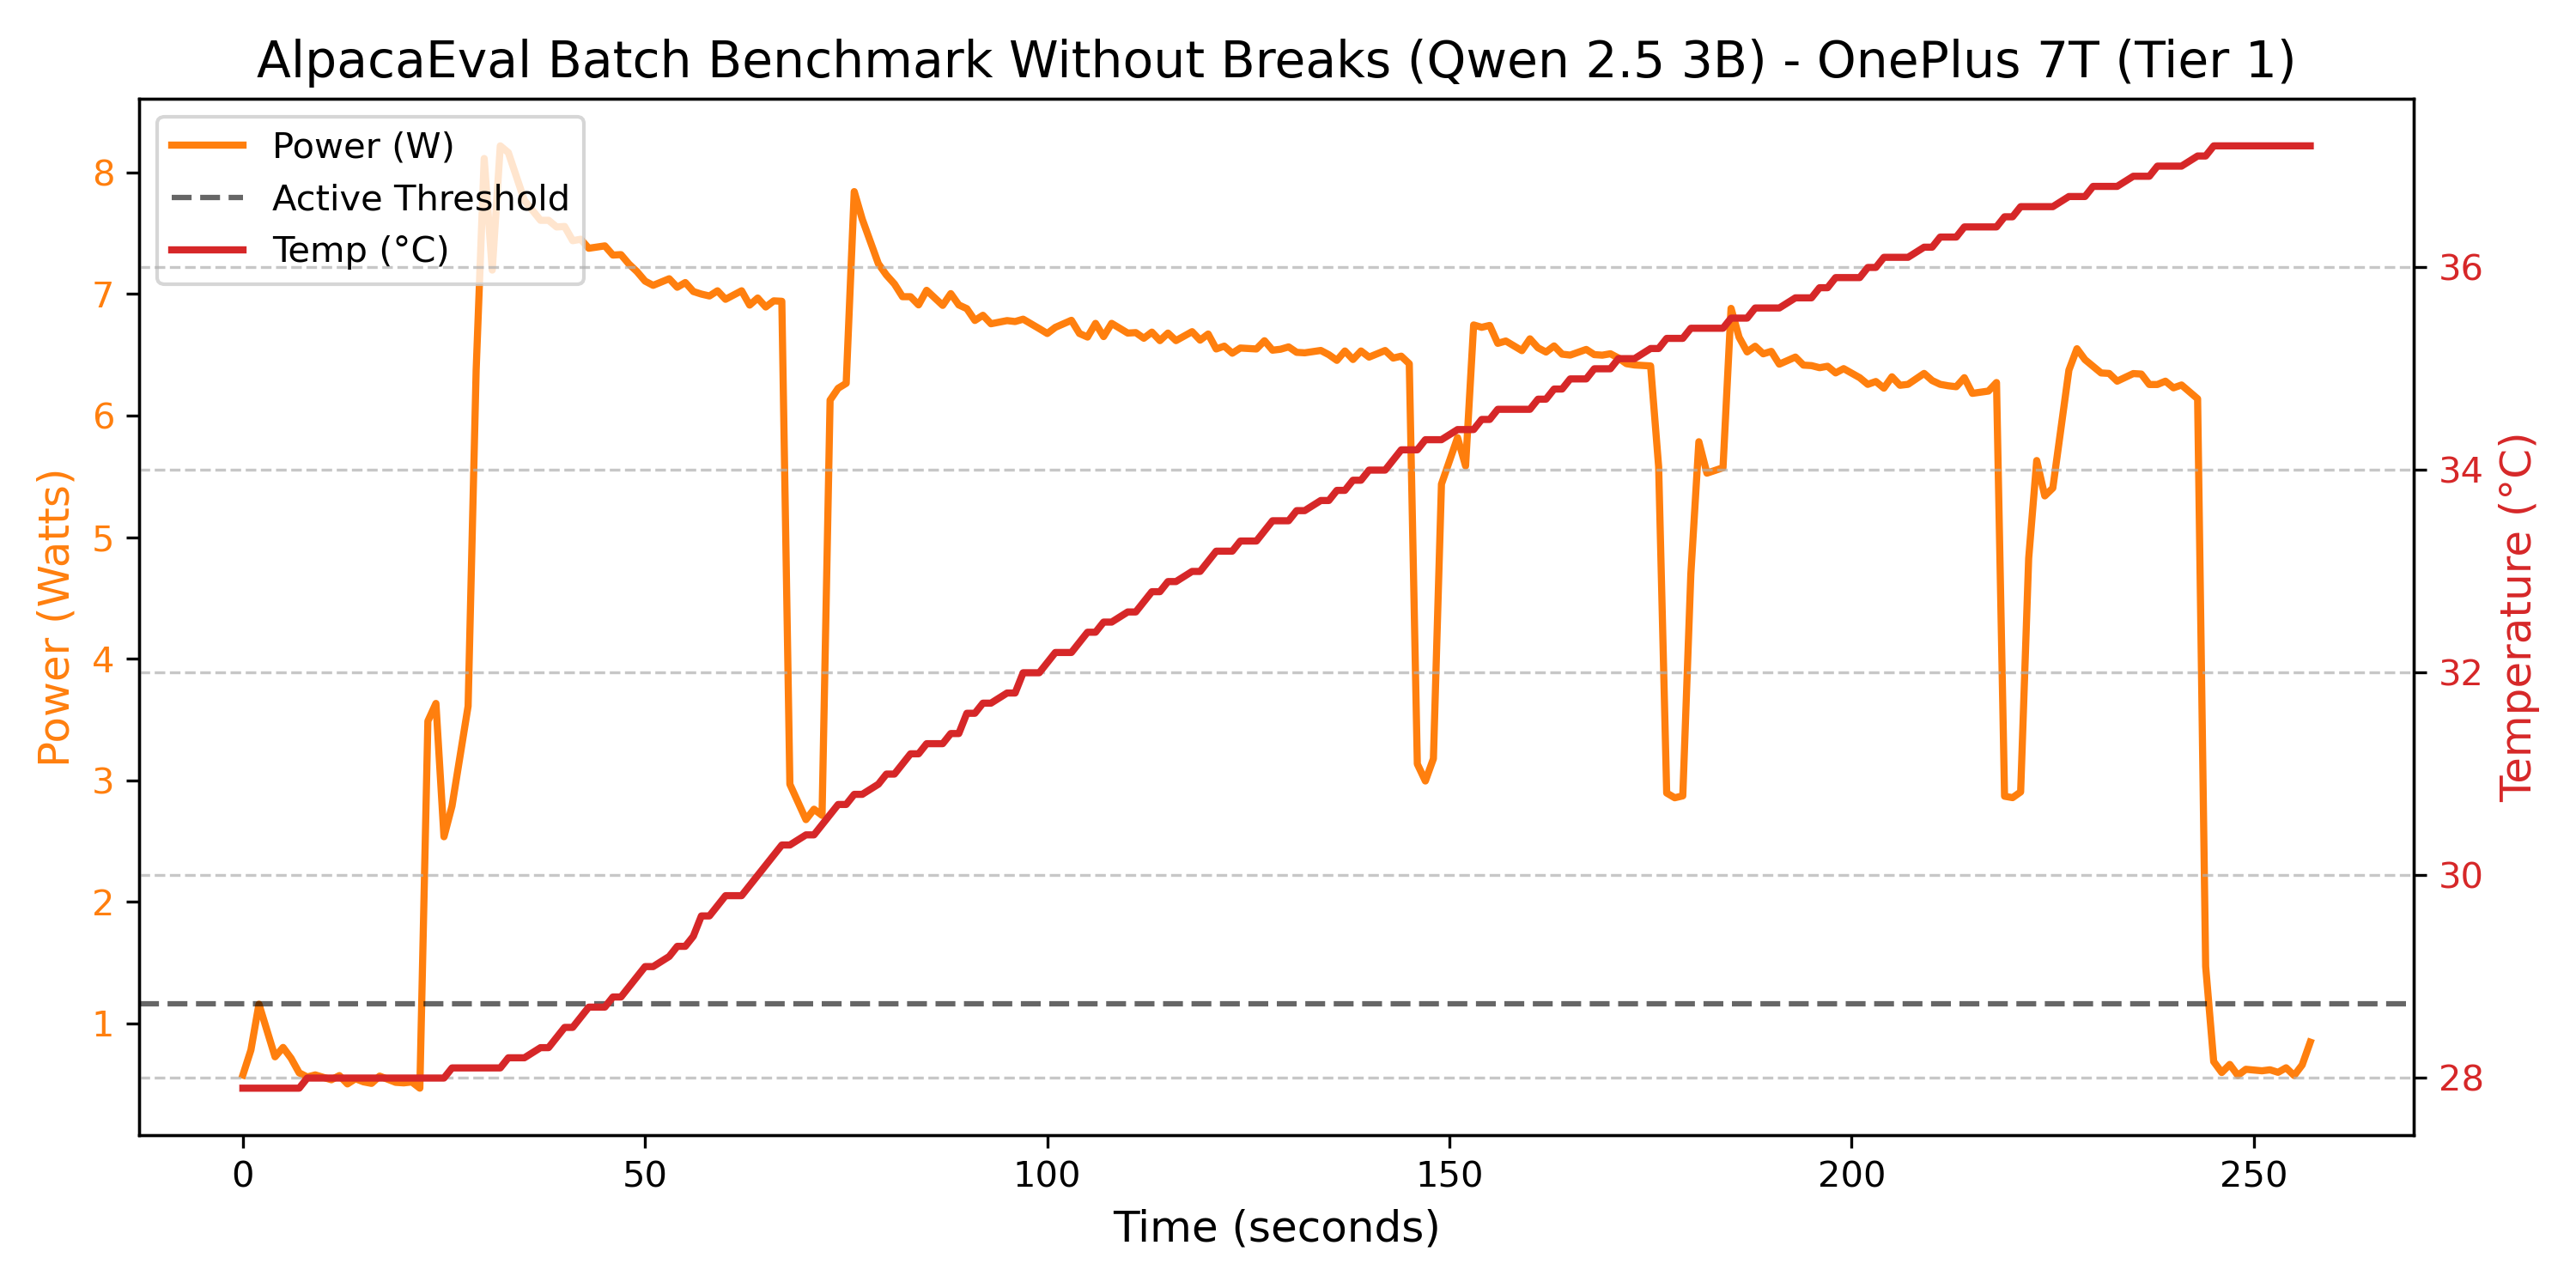 AlpacaEval Batch Benchmark Without Breaks (Qwen 2.5 3B) - OnePlus 7T (Tier 1)
Power (W)
Active Threshold
Temp (°C)
Power (Watts)
8
7
6
5
4
3
2
1
36
34
32
30
28
Temperature (°C)
0
50
100
150
200
250
Time (seconds)